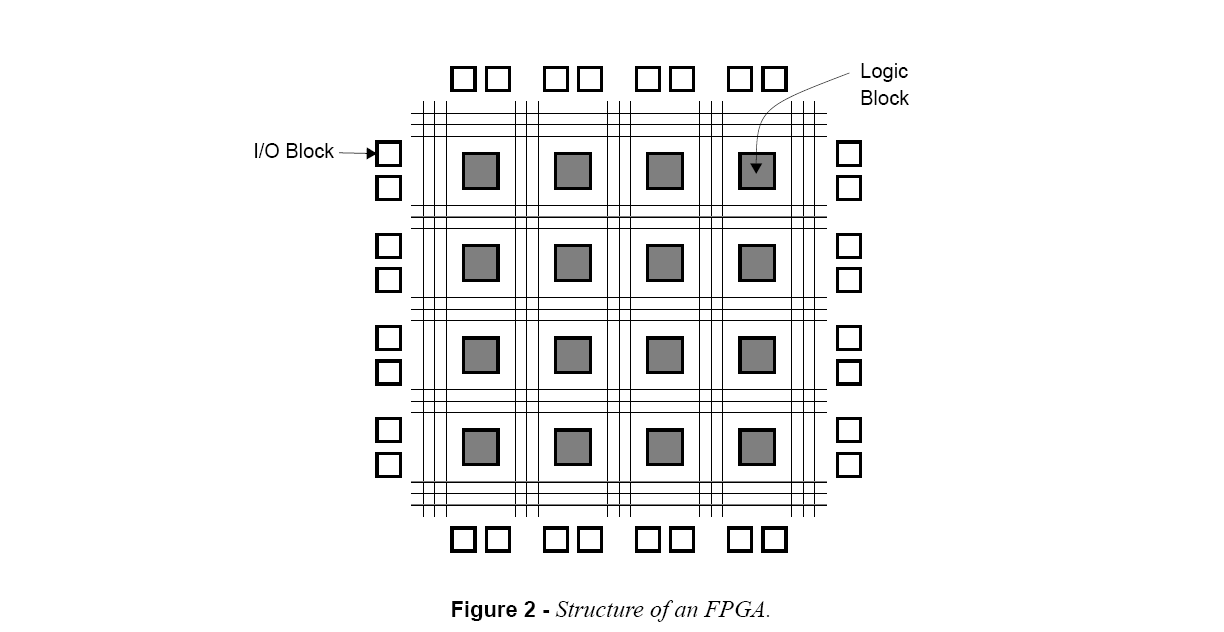 Logic
Block
I/O Block
Figure 2 - Structure of an FPGA.